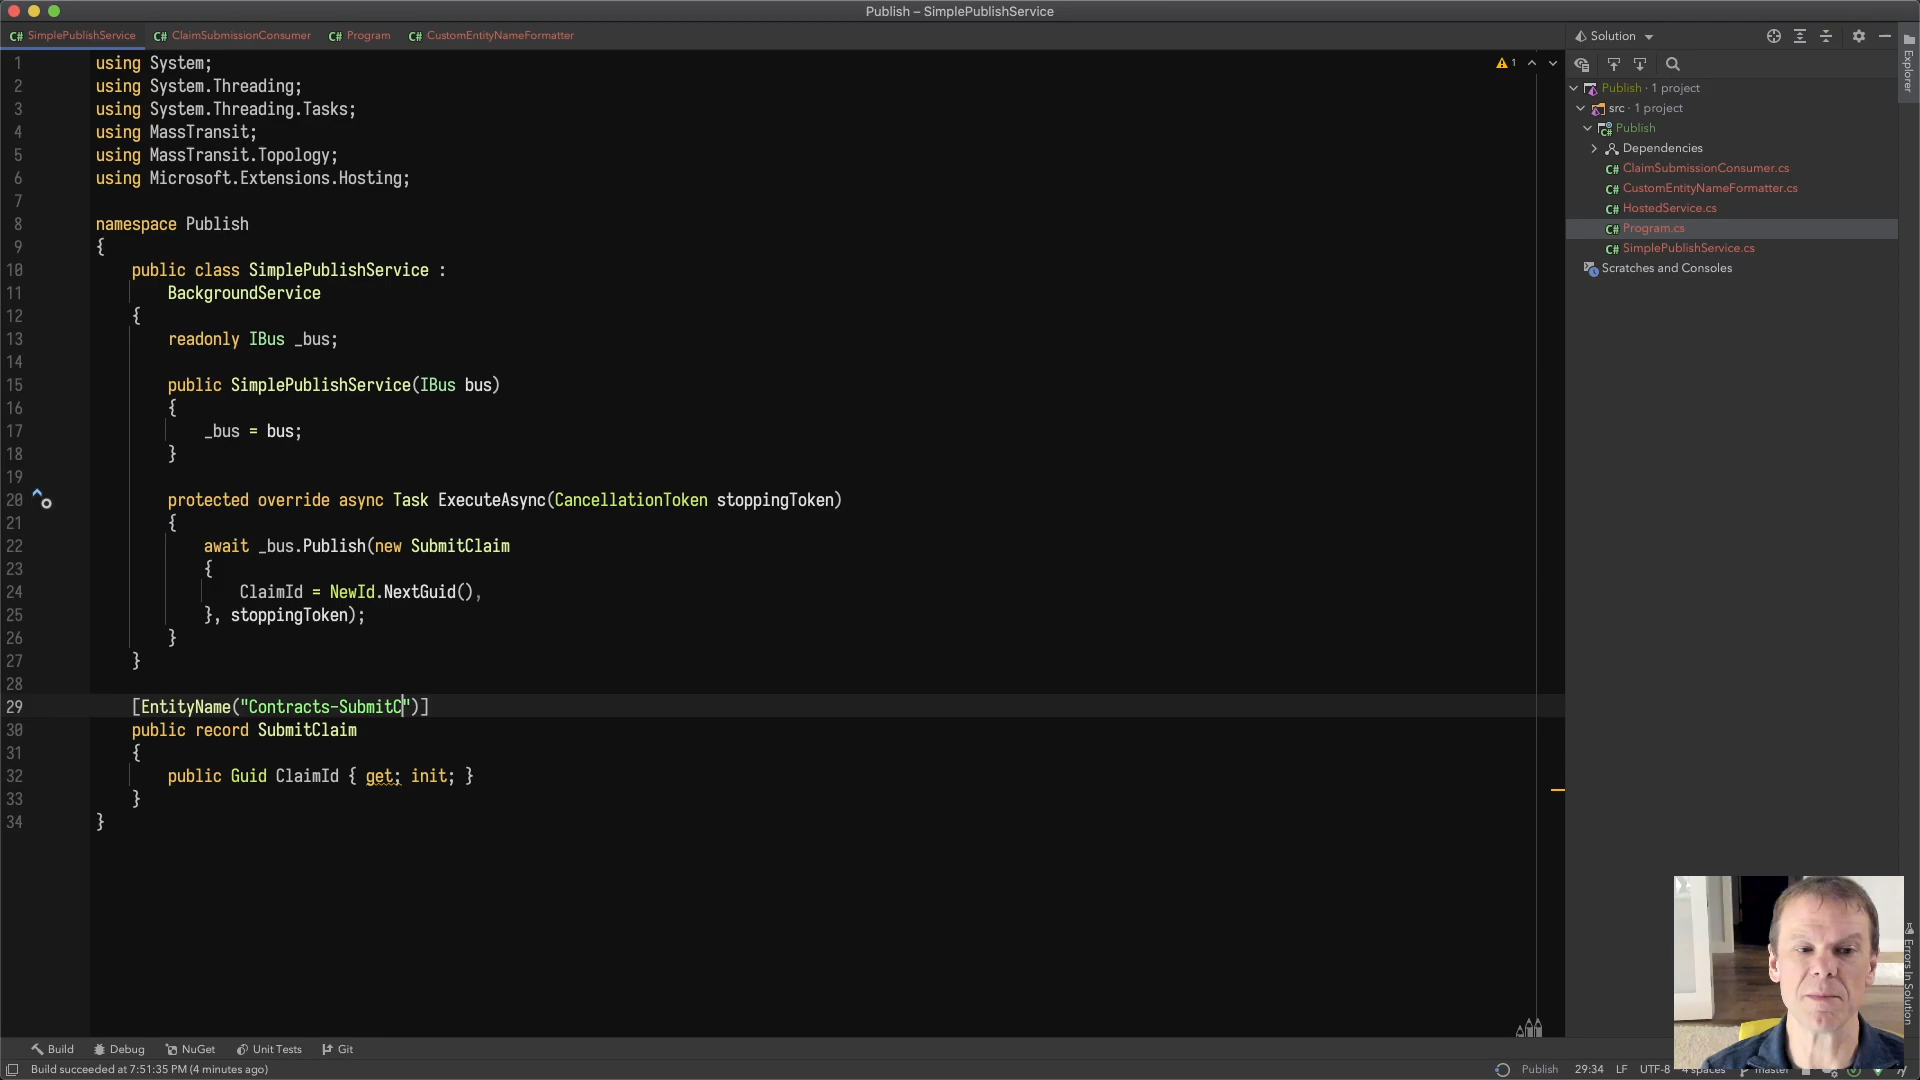 Publish – SimplePublishService
C# SimplePublishService C# ClaimSubmissionConsumer C# Program C# CustomEntityNameFormatter
Solution
1
1 using System;
2 using System.Threading;
3 using System.Threading.Tasks;
4 using MassTransit;
5 using MassTransit.Topology;
6 using Microsoft.Extensions.Hosting;
7
8 namespace Publish
9 {
10 public class SimplePublishService :
11 BackgroundService
12 {
13 readonly IBus _bus;
14
15 public SimplePublishService(IBus bus)
16 {
17 _bus = bus;
18 }
19
20 protected override async Task ExecuteAsync(CancellationToken stoppingToken)
21 {
22 await _bus.Publish(new SubmitClaim
23 {
24 ClaimId = NewId.NextGuid(),
25 }, stoppingToken);
26 }
27 }
28
29 [EntityName("Contracts-SubmitC")]
30 public record SubmitClaim
31 {
32 public Guid ClaimId { get; init; }
33 }
34 }
Publish · 1 project
src · 1 project
C# Publish
Dependencies
C# ClaimSubmissionConsumer.cs
C# CustomEntityNameFormatter.cs
C# HostedService.cs
C# Program.cs
C# SimplePublishService.cs
Scratches and Consoles
Explorer
Errors In Solution
Build Debug NuGet Unit Tests Git
Build succeeded at 7:51:35 PM (4 minutes ago)
Publish 29:34 LF UTF-8 4 spaces master